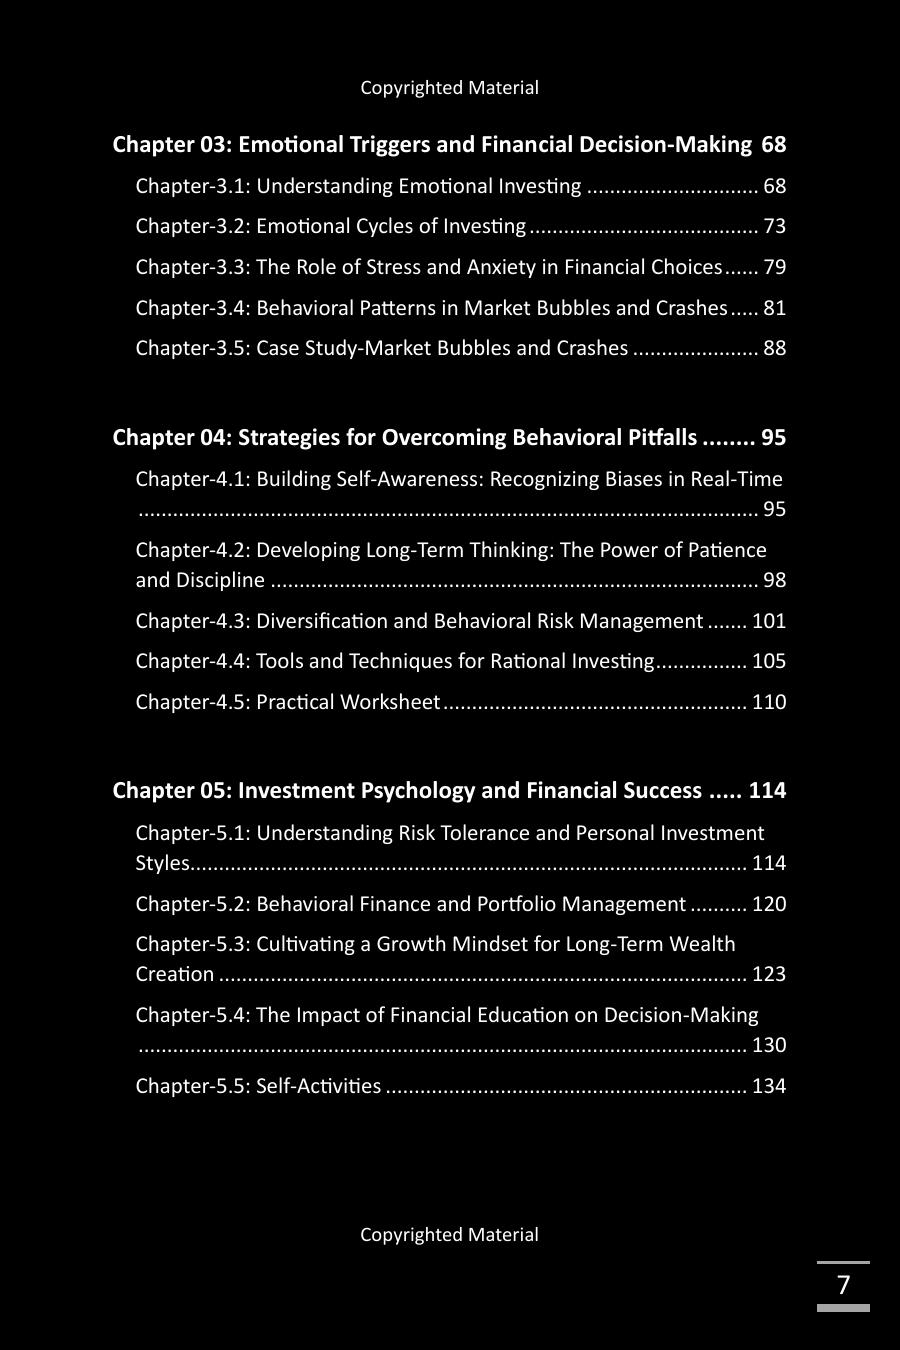 Copyrighted Material
Chapter 03: Emotional Triggers and Financial Decision-Making 68
Chapter-3.1: Understanding Emotional Investing .............................. 68
Chapter-3.2: Emotional Cycles of Investing ........................................ 73
Chapter-3.3: The Role of Stress and Anxiety in Financial Choices ...... 79
Chapter-3.4: Behavioral Patterns in Market Bubbles and Crashes ..... 81
Chapter-3.5: Case Study-Market Bubbles and Crashes ...................... 88
Chapter 04: Strategies for Overcoming Behavioral Pitfalls ........ 95
Chapter-4.1: Building Self-Awareness: Recognizing Biases in Real-Time
............................................................................................................ 95
Chapter-4.2: Developing Long-Term Thinking: The Power of Patience
and Discipline ..................................................................................... 98
Chapter-4.3: Diversification and Behavioral Risk Management ....... 101
Chapter-4.4: Tools and Techniques for Rational Investing................ 105
Chapter-4.5: Practical Worksheet ..................................................... 110
Chapter 05: Investment Psychology and Financial Success ..... 114
Chapter-5.1: Understanding Risk Tolerance and Personal Investment
Styles................................................................................................. 114
Chapter-5.2: Behavioral Finance and Portfolio Management .......... 120
Chapter-5.3: Cultivating a Growth Mindset for Long-Term Wealth
Creation ............................................................................................ 123
Chapter-5.4: The Impact of Financial Education on Decision-Making
.......................................................................................................... 130
Chapter-5.5: Self-Activities ............................................................... 134
Copyrighted Material
7